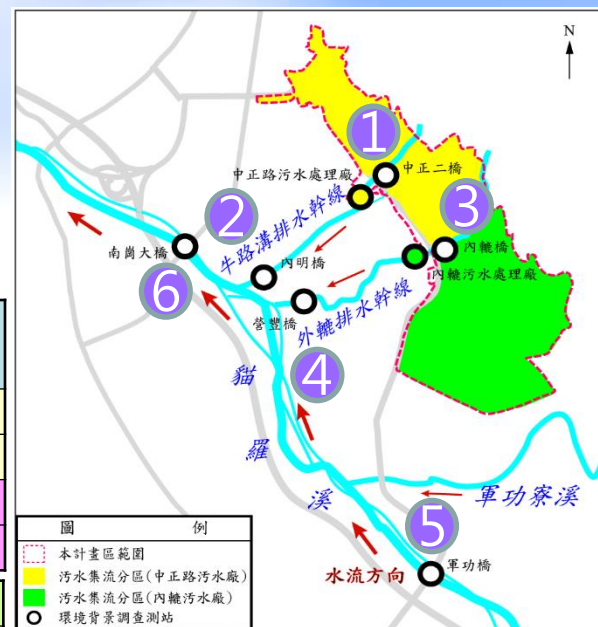 N
1
中正二橋
中正路污水處理廠
3
2
牛路溝排水幹線
內轆橋
南崗大橋
內明橋
內轆污水處理廠
6
營豐橋
外轆排水幹線
4
貓
羅
溪
軍功寮溪
5
軍功橋
水流方向
圖 例
本計畫區範圍
污水集流分區(中正路污水廠)
污水集流分區(內轆污水廠)
環境背景調查測站